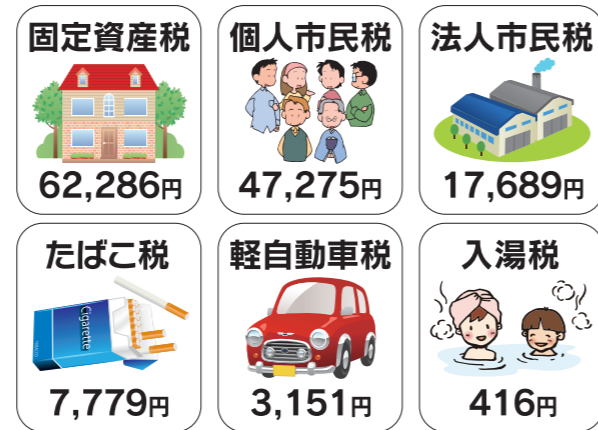 固定資産税
62,286円
個人市民税
47,275円
法人市民税
17,689円
たばこ税
Cigarette
7,779円
軽自動車税
3,151円
入湯税
416円